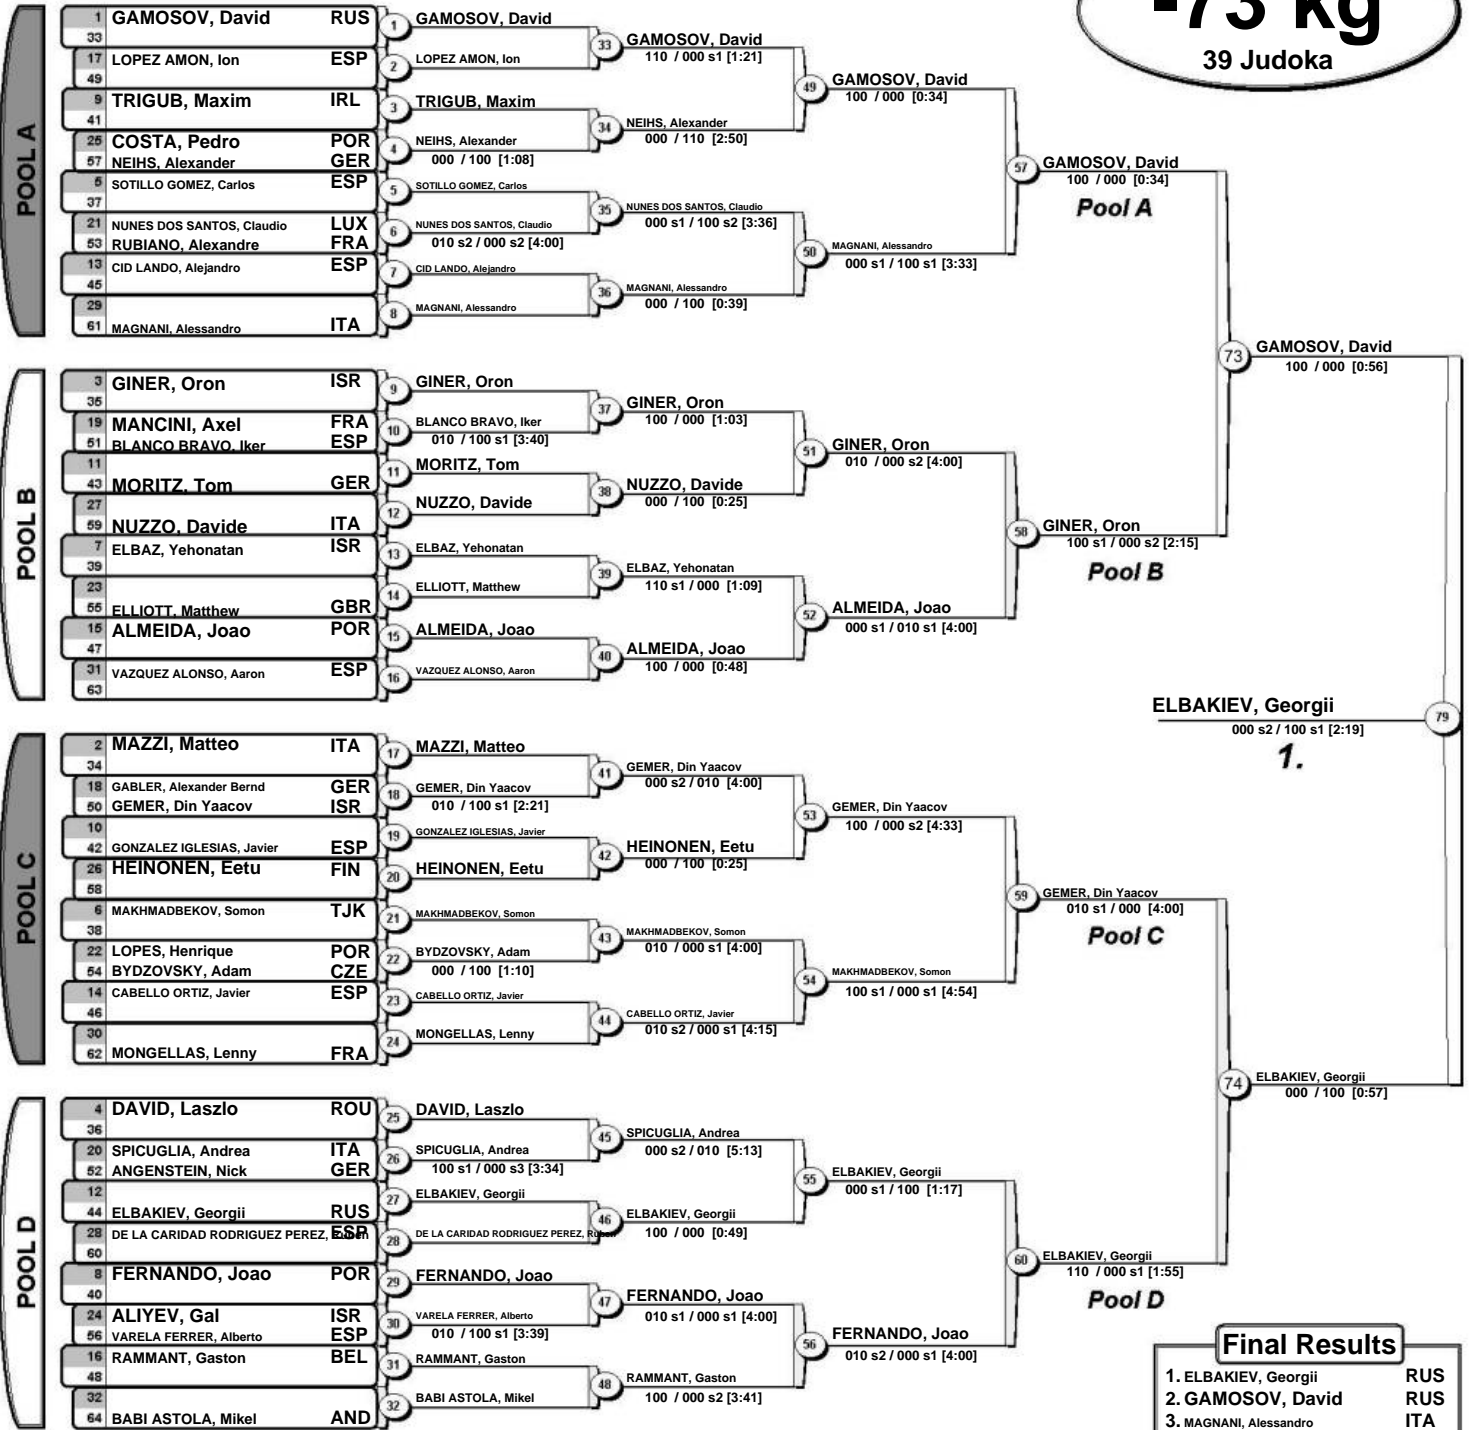 -73 kg
39 Judoka
POOL A
1 GAMOSOV, David RUS
33
17 LOPEZ AMON, Ion ESP
49
9 TRIGUB, Maxim IRL
41
25 COSTA, Pedro POR
57 NEIHS, Alexander GER
5 SOTILLO GOMEZ, Carlos ESP
37
21 NUNES DOS SANTOS, Claudio LUX
53 RUBIANO, Alexandre FRA
13 CID LANDO, Alejandro ESP
45
29
61 MAGNANI, Alessandro ITA
1 GAMOSOV, David
2 LOPEZ AMON, Ion
3 TRIGUB, Maxim
4 NEIHS, Alexander
000 / 100 [1:08]
5 SOTILLO GOMEZ, Carlos
6 NUNES DOS SANTOS, Claudio
010 s2 / 000 s2 [4:00]
7 CID LANDO, Alejandro
8 MAGNANI, Alessandro
33 GAMOSOV, David
110 / 000 s1 [1:21]
34 NEIHS, Alexander
000 / 110 [2:50]
35 NUNES DOS SANTOS, Claudio
000 s1 / 100 s2 [3:36]
36 MAGNANI, Alessandro
000 / 100 [0:39]
49 GAMOSOV, David
100 / 000 [0:34]
50 MAGNANI, Alessandro
000 s1 / 100 s1 [3:33]
57 GAMOSOV, David
100 / 000 [0:34]
Pool A
POOL B
3 GINER, Oron ISR
35
19 MANCINI, Axel FRA
51 BLANCO BRAVO, Iker ESP
11
43 MORITZ, Tom GER
27
59 NUZZO, Davide ITA
7 ELBAZ, Yehonatan ISR
39
23
55 ELLIOTT, Matthew GBR
15 ALMEIDA, Joao POR
47
31 VAZQUEZ ALONSO, Aaron ESP
63
9 GINER, Oron
10 BLANCO BRAVO, Iker
010 / 100 s1 [3:40]
11 MORITZ, Tom
12 NUZZO, Davide
13 ELBAZ, Yehonatan
14 ELLIOTT, Matthew
15 ALMEIDA, Joao
16 VAZQUEZ ALONSO, Aaron
37 GINER, Oron
100 / 000 [1:03]
38 NUZZO, Davide
000 / 100 [0:25]
39 ELBAZ, Yehonatan
110 s1 / 000 [1:09]
40 ALMEIDA, Joao
100 / 000 [0:48]
51 GINER, Oron
010 / 000 s2 [4:00]
52 ALMEIDA, Joao
000 s1 / 010 s1 [4:00]
58 GINER, Oron
100 s1 / 000 s2 [2:15]
Pool B
73 GAMOSOV, David
100 / 000 [0:56]
POOL C
2 MAZZI, Matteo ITA
34
18 GABLER, Alexander Bernd GER
50 GEMER, Din Yaacov ISR
10
42 GONZALEZ IGLESIAS, Javier ESP
26 HEINONEN, Eetu FIN
58
6 MAKHMADBEKOV, Somon TJK
38
22 LOPES, Henrique POR
54 BYDZOVSKY, Adam CZE
14 CABELLO ORTIZ, Javier ESP
46
30
62 MONGELLAS, Lenny FRA
17 MAZZI, Matteo
18 GEMER, Din Yaacov
010 / 100 s1 [2:21]
19 GONZALEZ IGLESIAS, Javier
20 HEINONEN, Eetu
21 MAKHMADBEKOV, Somon
22 BYDZOVSKY, Adam
000 / 100 [1:10]
23 CABELLO ORTIZ, Javier
24 MONGELLAS, Lenny
41 GEMER, Din Yaacov
000 s2 / 010 [4:00]
42 HEINONEN, Eetu
000 / 100 [0:25]
43 MAKHMADBEKOV, Somon
010 / 000 s1 [4:00]
44 CABELLO ORTIZ, Javier
010 s2 / 000 s1 [4:15]
53 GEMER, Din Yaacov
100 / 000 s2 [4:33]
54 MAKHMADBEKOV, Somon
100 s1 / 000 s1 [4:54]
59 GEMER, Din Yaacov
010 s1 / 000 [4:00]
Pool C
ELBAKIEV, Georgii 79
000 s2 / 100 s1 [2:19]
1.
POOL D
4 DAVID, Laszlo ROU
36
20 SPICUGLIA, Andrea ITA
52 ANGENSTEIN, Nick GER
12
44 ELBAKIEV, Georgii RUS
28 DE LA CARIDAD RODRIGUEZ PEREZ, Ruben ESP
60
8 FERNANDO, Joao POR
40
24 ALIYEV, Gal ISR
56 VARELA FERRER, Alberto ESP
16 RAMMANT, Gaston BEL
48
32
64 BABI ASTOLA, Mikel AND
25 DAVID, Laszlo
26 SPICUGLIA, Andrea
100 s1 / 000 s3 [3:34]
27 ELBAKIEV, Georgii
28 DE LA CARIDAD RODRIGUEZ PEREZ, Ruben
29 FERNANDO, Joao
30 VARELA FERRER, Alberto
010 / 100 s1 [3:39]
31 RAMMANT, Gaston
32 BABI ASTOLA, Mikel
45 SPICUGLIA, Andrea
000 s2 / 010 [5:13]
46 ELBAKIEV, Georgii
100 / 000 [0:49]
47 FERNANDO, Joao
010 s1 / 000 s1 [4:00]
48 RAMMANT, Gaston
100 / 000 s2 [3:41]
55 ELBAKIEV, Georgii
000 s1 / 100 [1:17]
56 FERNANDO, Joao
010 s2 / 000 s1 [4:00]
60 ELBAKIEV, Georgii
110 / 000 s1 [1:55]
Pool D
74 ELBAKIEV, Georgii
000 / 100 [0:57]
Final Results
1. ELBAKIEV, Georgii RUS
2. GAMOSOV, David RUS
3. MAGNANI, Alessandro ITA